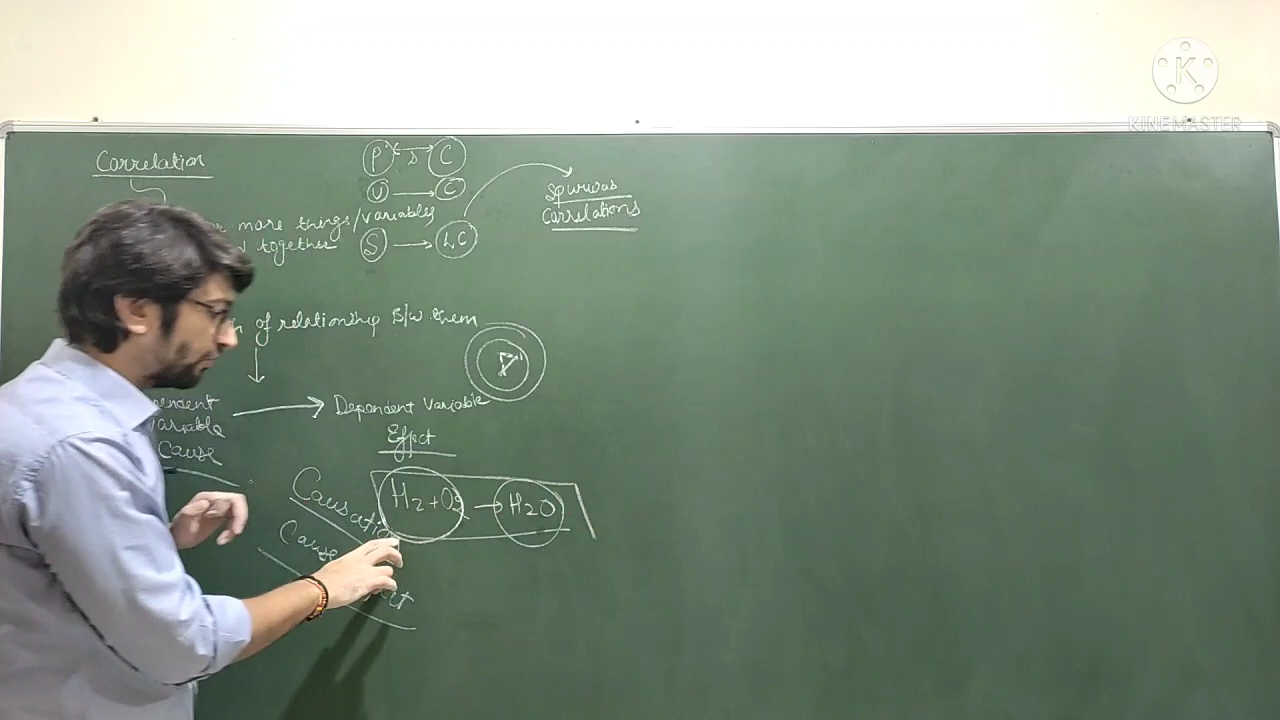 Correlation
P s C
U → C
Spurious
Correlations
more things/variables
together
S → L.C
of relationship B/w them
pendent
variable
Cause
→ Dependent Variable
Effect
Causation
H2 + O2 → H2O
Cause
K
KINEMASTER